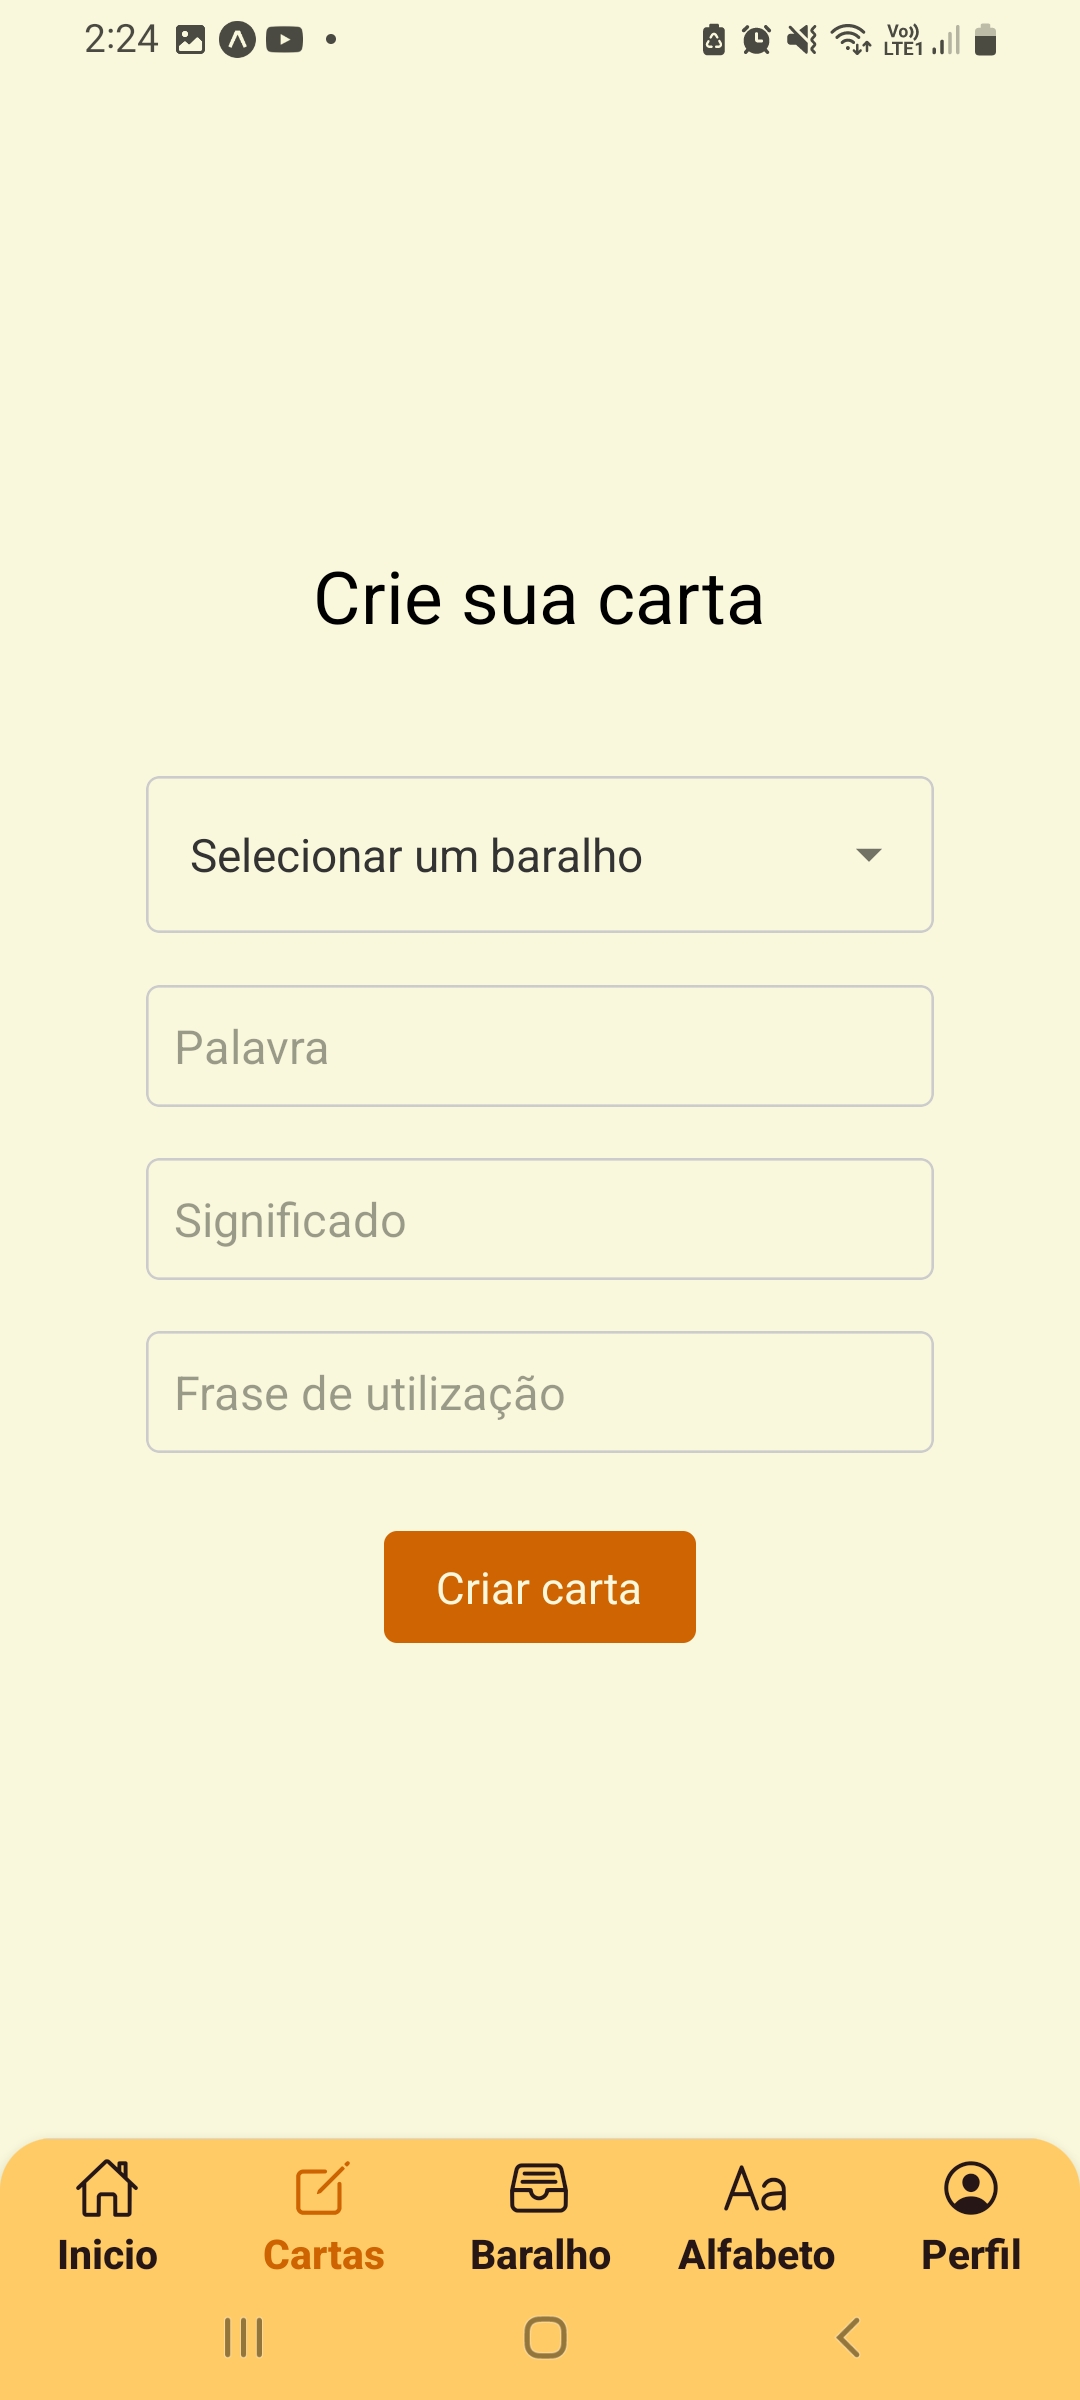 2:24
Vo)) LTE1
Crie sua carta
Selecionar um baralho
Palavra
Significado
Frase de utilização
Criar carta
Inicio Cartas Baralho Alfabeto Perfil